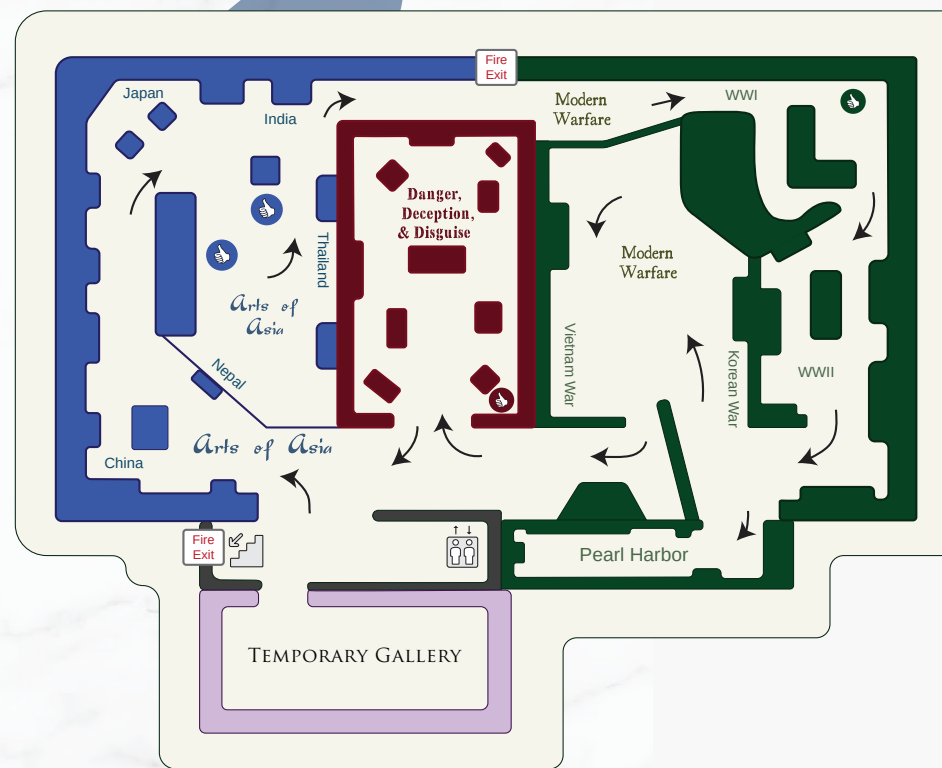 Fire
Exit
Japan
India
Modern
Warfare
WWI
Danger,
Deception,
& Disguise
Thailand
Arts of
Asia
Modern
Warfare
Nepal
Vietnam War
Korean War
WWII
China
Arts of Asia
Fire
Exit
Pearl Harbor
Temporary Gallery